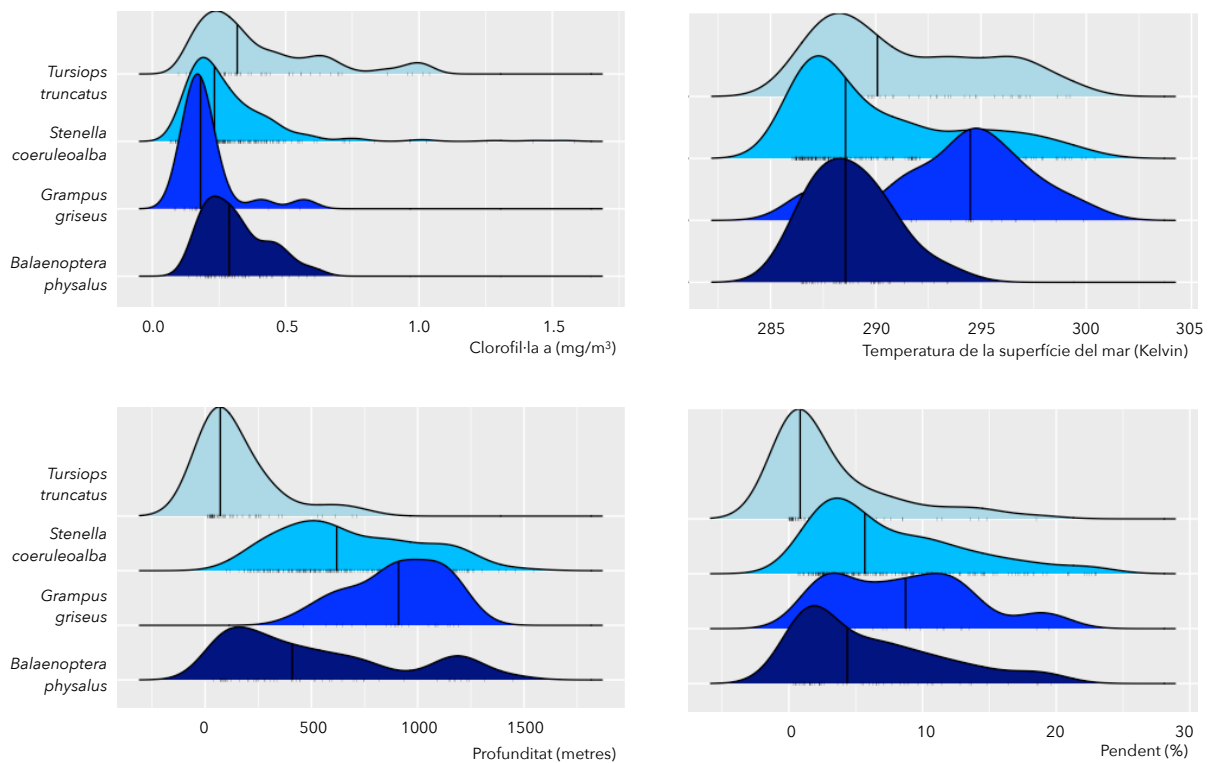 Tursiops
truncatus
Stenella
coeruleoalba
Grampus
griseus
Balaenoptera
physalus
0.0 0.5 1.0 1.5
Clorofil·la a (mg/m³)
285 290 295 300 305
Temperatura de la superfície del mar (Kelvin)
Tursiops
truncatus
Stenella
coeruleoalba
Grampus
griseus
Balaenoptera
physalus
0 500 1000 1500
Profunditat (metres)
0 10 20 30
Pendent (%)